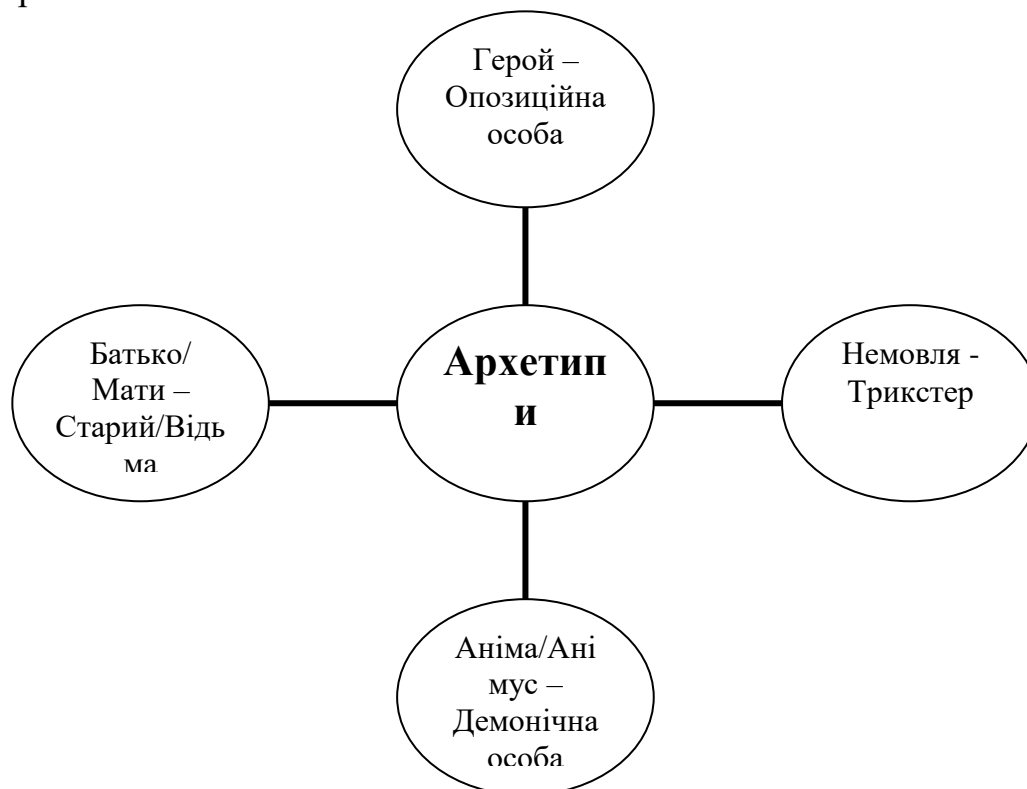 Герой –
Опозиційна
особа
Батько/
Мати –
Старий/Відь
ма
Архетип
и
Немовля -
Трикстер
Аніма/Ані
мус –
Демонічна
особа